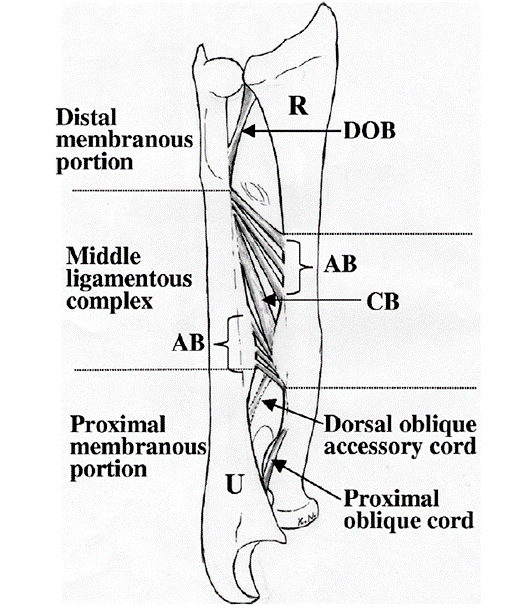 R
Distal
membranous
portion
DOB
Middle
ligamentous
complex
AB
CB
AB
Proximal
membranous
portion
Dorsal oblique
accessory cord
U
Proximal
oblique cord